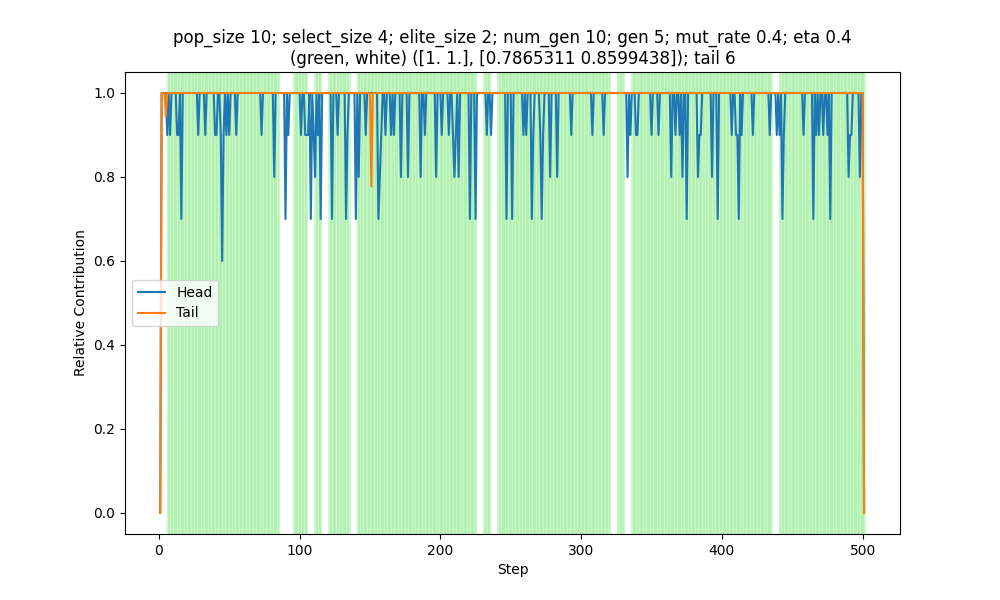 pop_size 10; select_size 4; elite_size 2; num_gen 10; gen 5; mut_rate 0.4; eta 0.4
(green, white) ([1. 1.], [0.7865311 0.8599438]); tail 6
1.0
0.8
0.6
0.4
0.2
0.0
Relative Contribution
Head
Tail
0
100
200
300
400
500
Step